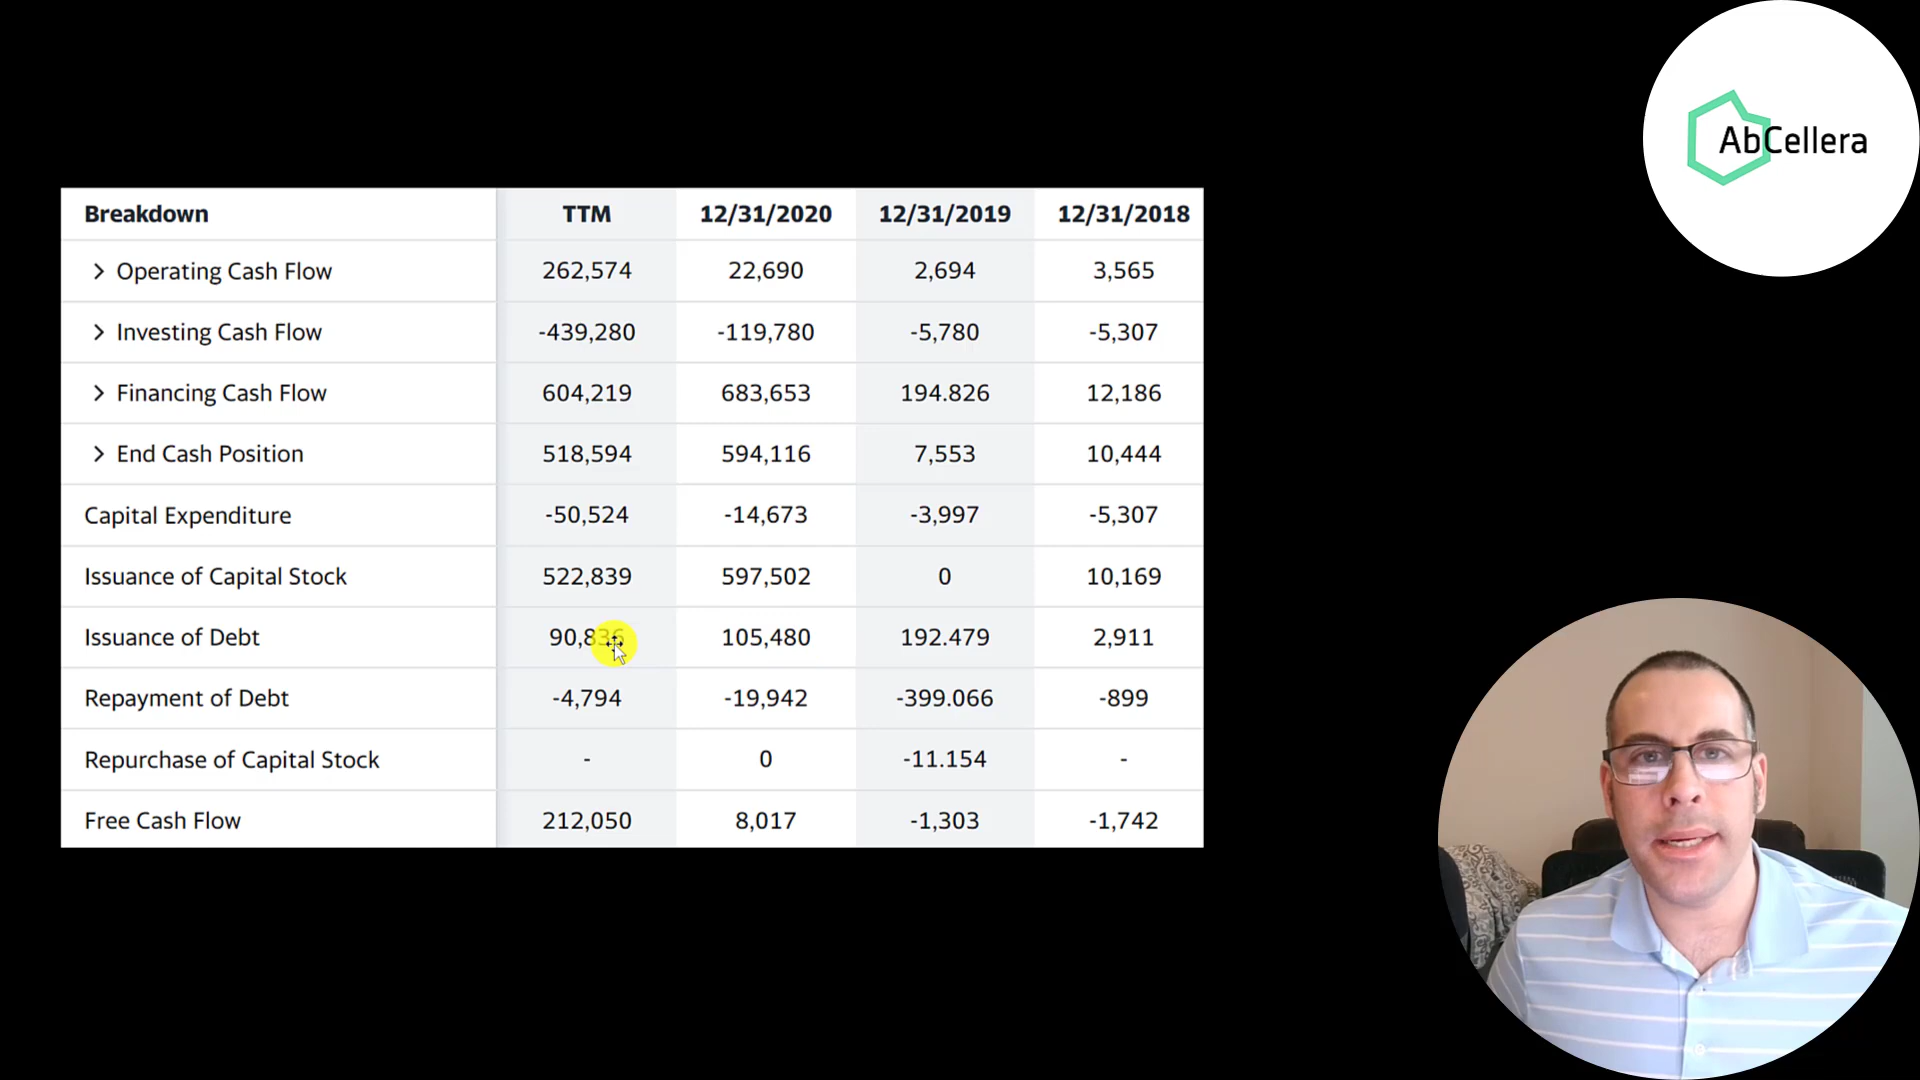 AbCellera
Breakdown TTM 12/31/2020 12/31/2019 12/31/2018
Operating Cash Flow 262,574 22,690 2,694 3,565
Investing Cash Flow -439,280 -119,780 -5,780 -5,307
Financing Cash Flow 604,219 683,653 194.826 12,186
End Cash Position 518,594 594,116 7,553 10,444
Capital Expenditure -50,524 -14,673 -3,997 -5,307
Issuance of Capital Stock 522,839 597,502 0 10,169
Issuance of Debt 90,836 105,480 192.479 2,911
Repayment of Debt -4,794 -19,942 -399.066 -899
Repurchase of Capital Stock - 0 -11.154 -
Free Cash Flow 212,050 8,017 -1,303 -1,742